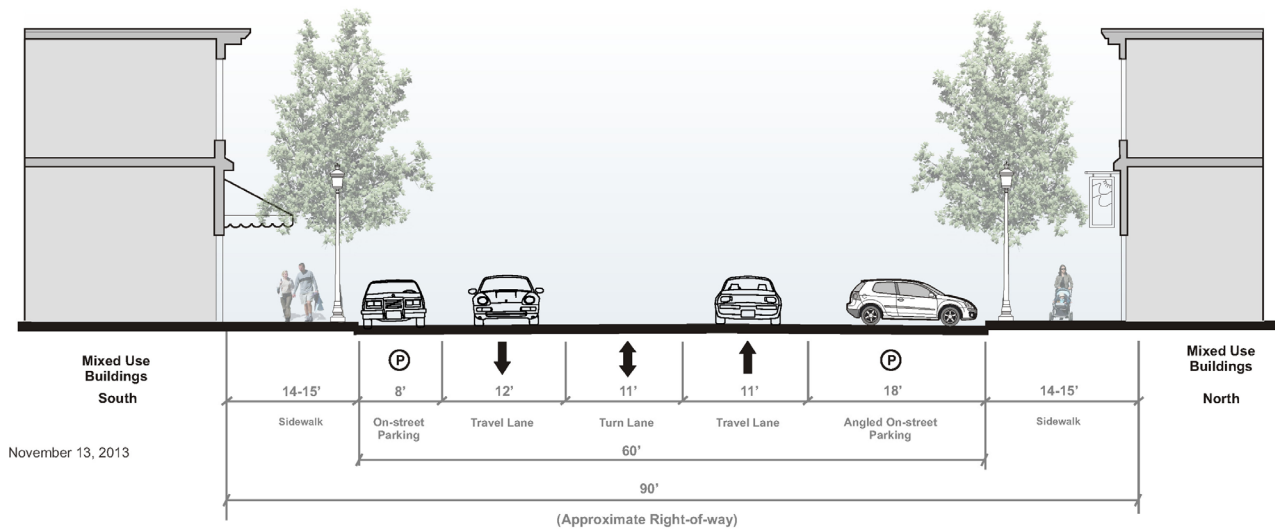 Mixed Use
Buildings
South
P
P
Mixed Use
Buildings
North
14-15’
8’
12’
11’
11’
18’
14-15’
Sidewalk
On-street
Parking
Travel Lane
Turn Lane
Travel Lane
Angled On-street
Parking
Sidewalk
November 13, 2013
60’
90’
(Approximate Right-of-way)